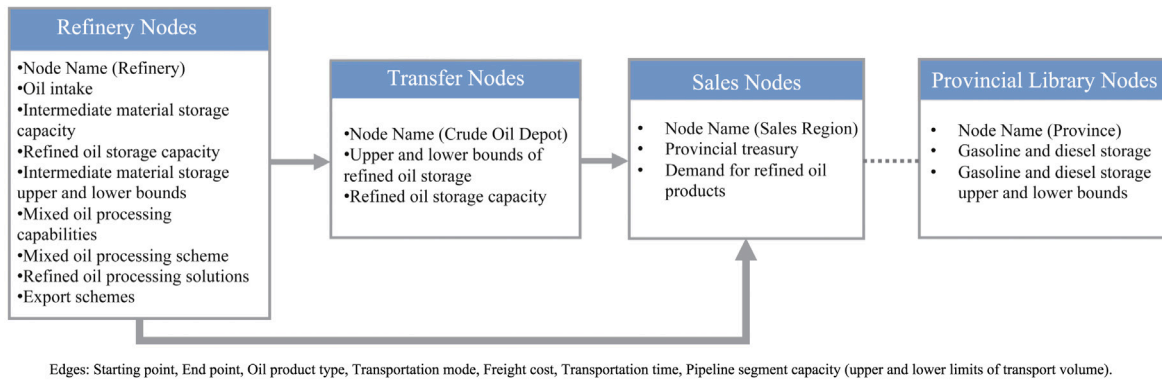 Refinery Nodes
•Node Name (Refinery)
•Oil intake
•Intermediate material storage
capacity
•Refined oil storage capacity
•Intermediate material storage
upper and lower bounds
•Mixed oil processing
capabilities
•Mixed oil processing scheme
•Refined oil processing solutions
•Export schemes
Transfer Nodes
•Node Name (Crude Oil Depot)
•Upper and lower bounds of
refined oil storage
•Refined oil storage capacity
Sales Nodes
• Node Name (Sales Region)
• Provincial treasury
• Demand for refined oil
products
Provincial Library Nodes
• Node Name (Province)
• Gasoline and diesel storage
• Gasoline and diesel storage
upper and lower bounds
Edges: Starting point, End point, Oil product type, Transportation mode, Freight cost, Transportation time, Pipeline segment capacity (upper and lower limits of transport volume).